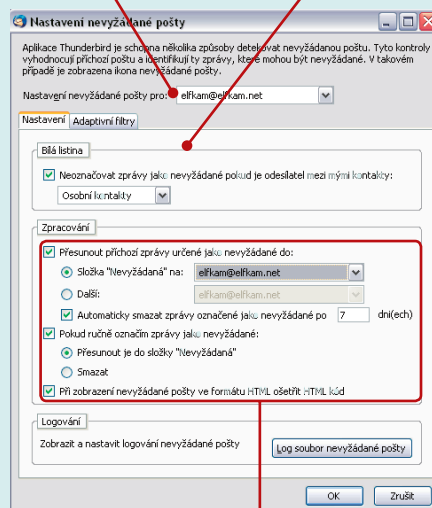 Nastavení nevyžádané pošty
Aplikace Thunderbird je schopna několika způsoby detekovat nevyžádanou poštu. Tyto kontroly
vyhodnocují příchozí poštu a identifikují ty zprávy, které mohou být nevyžádané. V takovém
případě je zobrazena ikona nevyžádané pošty.
Nastavení nevyžádané pošty pro: elfkam@elfkam.net
Nastavení Adaptivní filtry
Bílá listina
Neoznačovat zprávy jako nevyžádané pokud je odesílatel mezi mými kontakty:
Osobní kontakty
Zpracování
Přesunout příchozí zprávy určené jako nevyžádané do:
Složka "Nevyžádaná" na: elfkam@elfkam.net
Další: elfkam@elfkam.net
Automaticky smazat zprávy označené jako nevyžádané po 7 dní(ech)
Pokud ručně označím zprávy jako nevyžádané:
Přesunout je do složky "Nevyžádaná"
Smazat
Při zobrazení nevyžádané pošty ve formátu HTML ošetřit HTML kód
Logování
Zobrazit a nastavit logování nevyžádané pošty Log soubor nevyžádané pošty
OK Zrušit